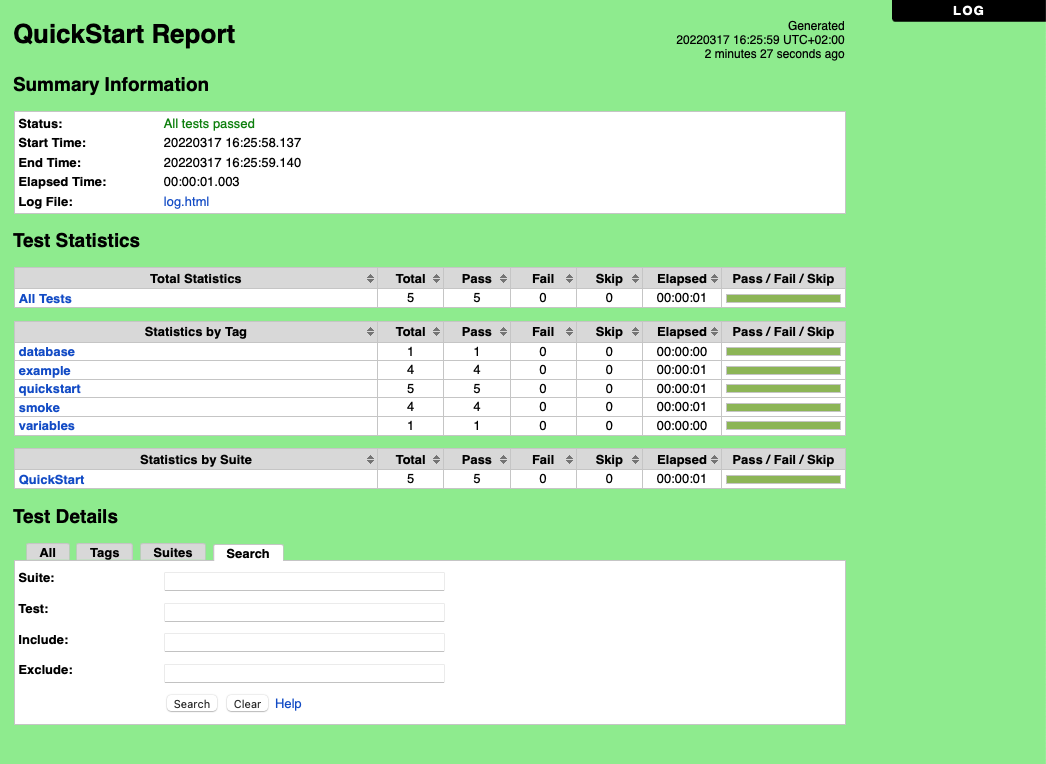 LOG
QuickStart Report
Generated
20220317 16:25:59 UTC+02:00
2 minutes 27 seconds ago
Summary Information
Status: All tests passed
Start Time: 20220317 16:25:58.137
End Time: 20220317 16:25:59.140
Elapsed Time: 00:00:01.003
Log File: log.html
Test Statistics
Total Statistics Total Pass Fail Skip Elapsed Pass / Fail / Skip
All Tests 5 5 0 0 00:00:01
Statistics by Tag Total Pass Fail Skip Elapsed Pass / Fail / Skip
database 1 1 0 0 00:00:00
example 4 4 0 0 00:00:01
quickstart 5 5 0 0 00:00:01
smoke 4 4 0 0 00:00:01
variables 1 1 0 0 00:00:00
Statistics by Suite Total Pass Fail Skip Elapsed Pass / Fail / Skip
QuickStart 5 5 0 0 00:00:01
Test Details
All Tags Suites Search
Suite:
Test:
Include:
Exclude:
Search Clear Help